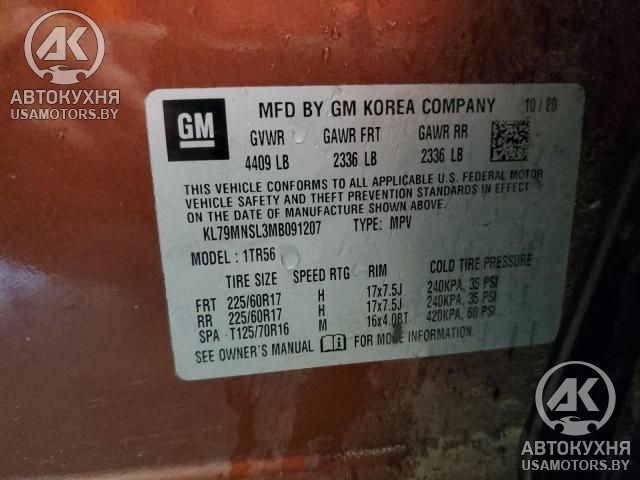 АВТОКУХНЯ
USAMOTORS.BY
GM
MFD BY GM KOREA COMPANY 10/20
GVWR GAWR FRT GAWR RR
4409 LB 2336 LB 2336 LB
THIS VEHICLE CONFORMS TO ALL APPLICABLE U.S. FEDERAL MOTOR
VEHICLE SAFETY AND THEFT PREVENTION STANDARDS IN EFFECT
ON THE DATE OF MANUFACTURE SHOWN ABOVE.
KL79MNSL3MB091207 TYPE: MPV
MODEL: 1TR56
TIRE SIZE SPEED RTG RIM COLD TIRE PRESSURE
FRT 225/60R17 H 17x7.5J 240KPA, 35 PSI
RR 225/60R17 H 17x7.5J 240KPA, 35 PSI
SPA T125/70R16 M 16x4.0BT 420KPA, 60 PSI
SEE OWNER'S MANUAL FOR MORE INFORMATION
АВТОКУХНЯ
USAMOTORS.BY